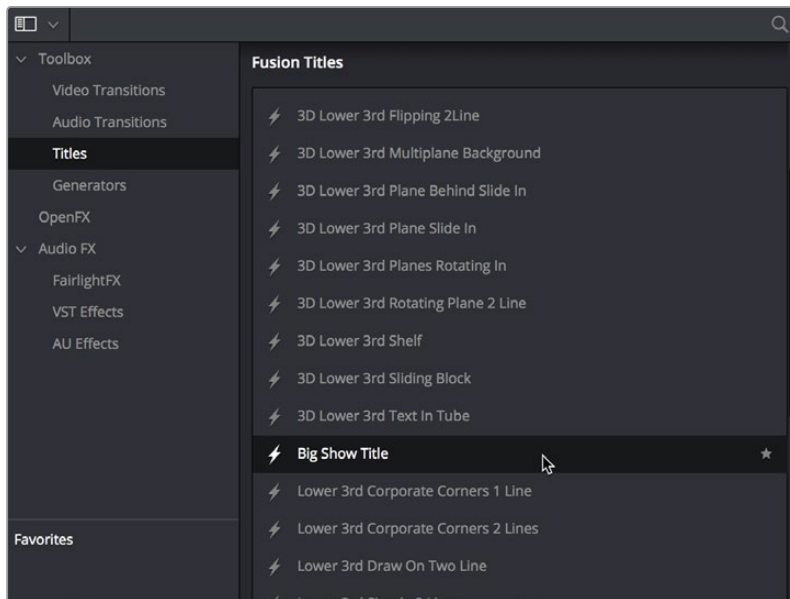 Toolbox
Video Transitions
Audio Transitions
Titles
Generators
OpenFX
Audio FX
FairlightFX
VST Effects
AU Effects
Favorites
Fusion Titles
3D Lower 3rd Flipping 2Line
3D Lower 3rd Multiplane Background
3D Lower 3rd Plane Behind Slide In
3D Lower 3rd Plane Slide In
3D Lower 3rd Planes Rotating In
3D Lower 3rd Rotating Plane 2 Line
3D Lower 3rd Shelf
3D Lower 3rd Sliding Block
3D Lower 3rd Text In Tube
Big Show Title
Lower 3rd Corporate Corners 1 Line
Lower 3rd Corporate Corners 2 Lines
Lower 3rd Draw On Two Line